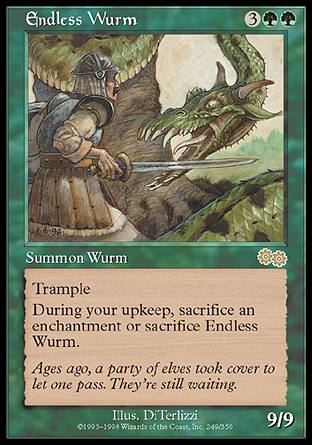 Endless Wurm 3
Summon Wurm
Trample
During your upkeep, sacrifice an
enchantment or sacrifice Endless
Wurm.
Ages ago, a party of elves took cover to
let one pass. They're still waiting.
Illus. DiTerlizzi
©1993-1998 Wizards of the Coast, Inc. 249/350
9/9